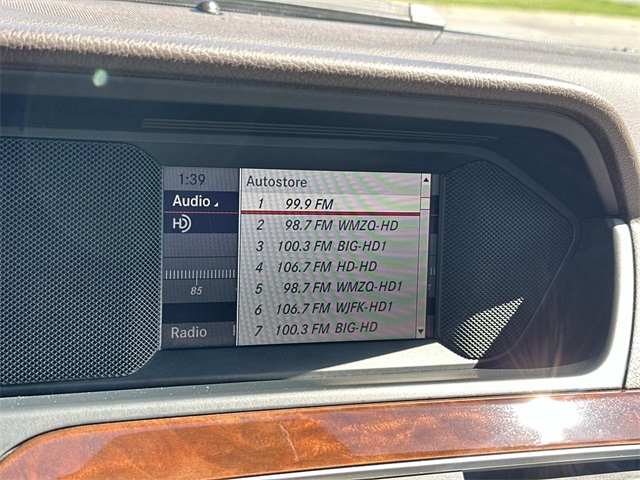 1:39
Autostore
Audio
1 99.9 FM
HD
2 98.7 FM WMZQ-HD
3 100.3 FM BIG-HD1
4 106.7 FM HD-HD
85
5 98.7 FM WMZQ-HD1
6 106.7 FM WJFK-HD1
Radio
7 100.3 FM BIG-HD